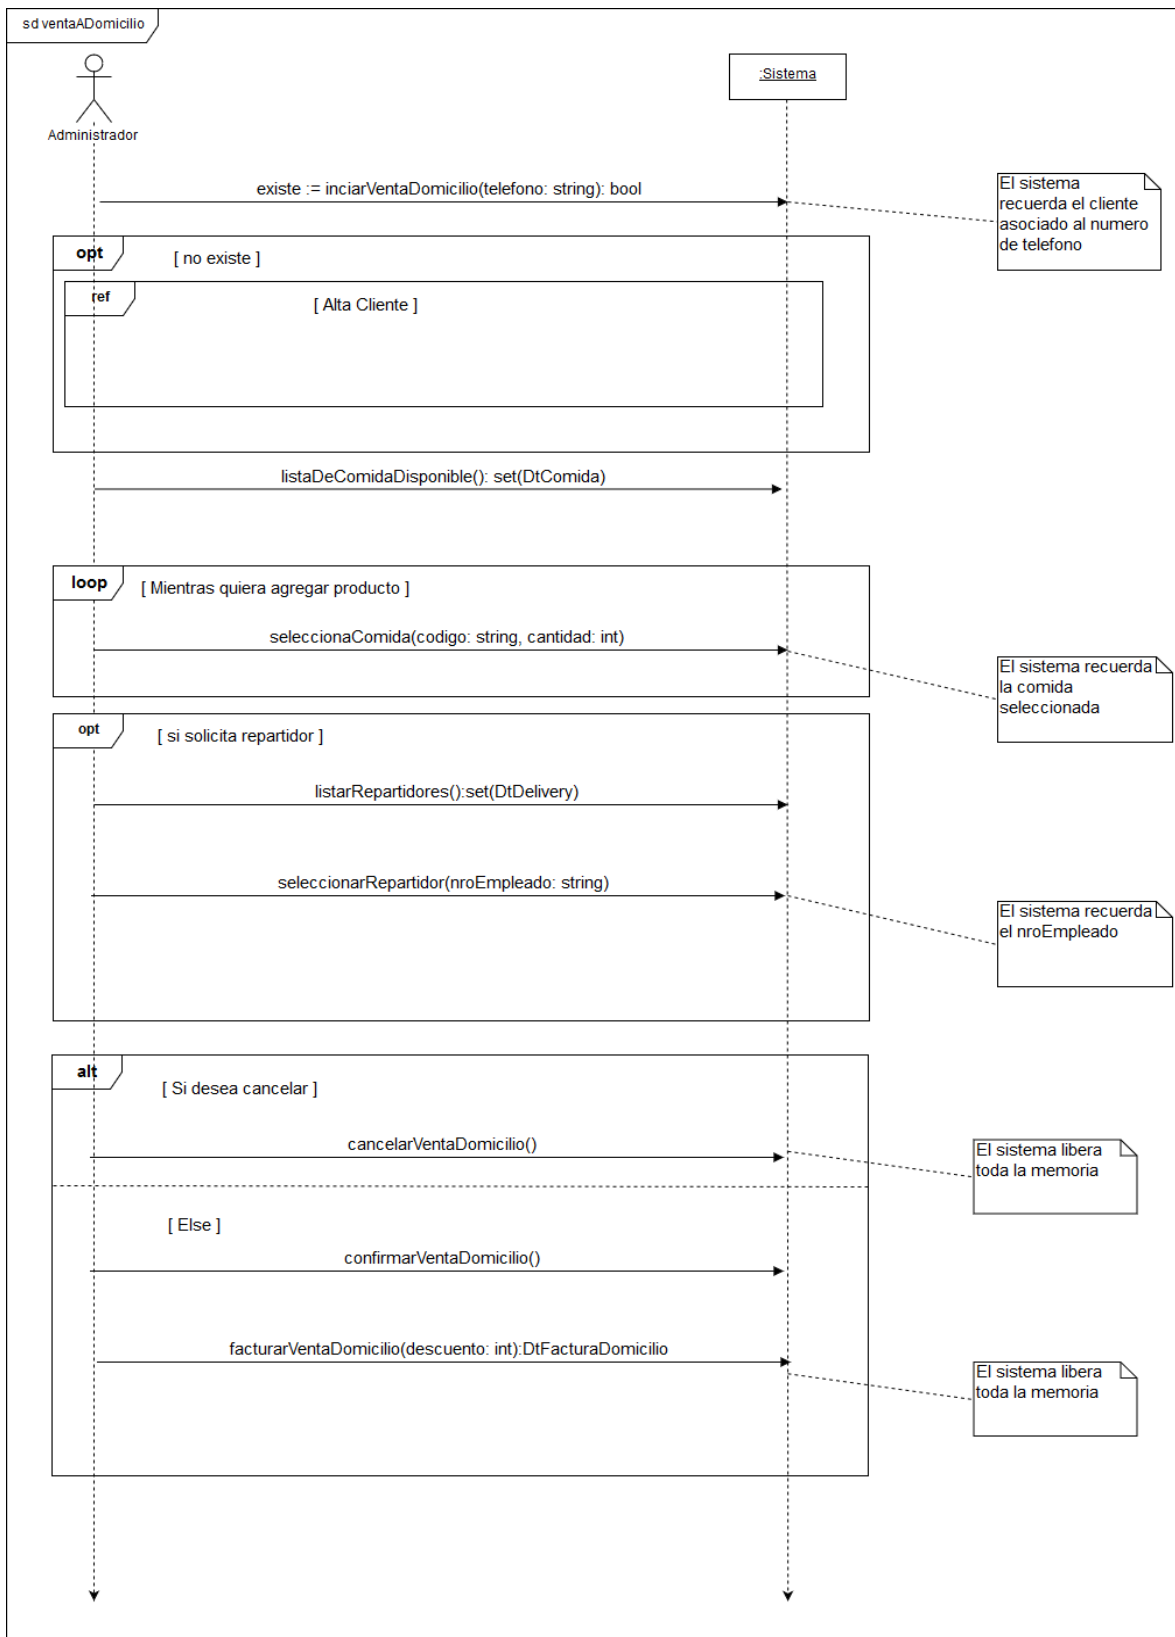 sd ventaADomicilio
:Sistema
Administrador
existe := inciarVentaDomicilio(telefono: string): bool
El sistema
recuerda el cliente
asociado al numero
de telefono
opt
[ no existe ]
ref
[ Alta Cliente ]
listaDeComidaDisponible(): set(DtComida)
loop
[ Mientras quiera agregar producto ]
seleccionaComida(codigo: string, cantidad: int)
El sistema recuerda
la comida
seleccionada
opt
[ si solicita repartidor ]
listarRepartidores():set(DtDelivery)
seleccionarRepartidor(nroEmpleado: string)
El sistema recuerda
el nroEmpleado
alt
[ Si desea cancelar ]
cancelarVentaDomicilio()
El sistema libera
toda la memoria
[ Else ]
confirmarVentaDomicilio()
facturarVentaDomicilio(descuento: int):DtFacturaDomicilio
El sistema libera
toda la memoria